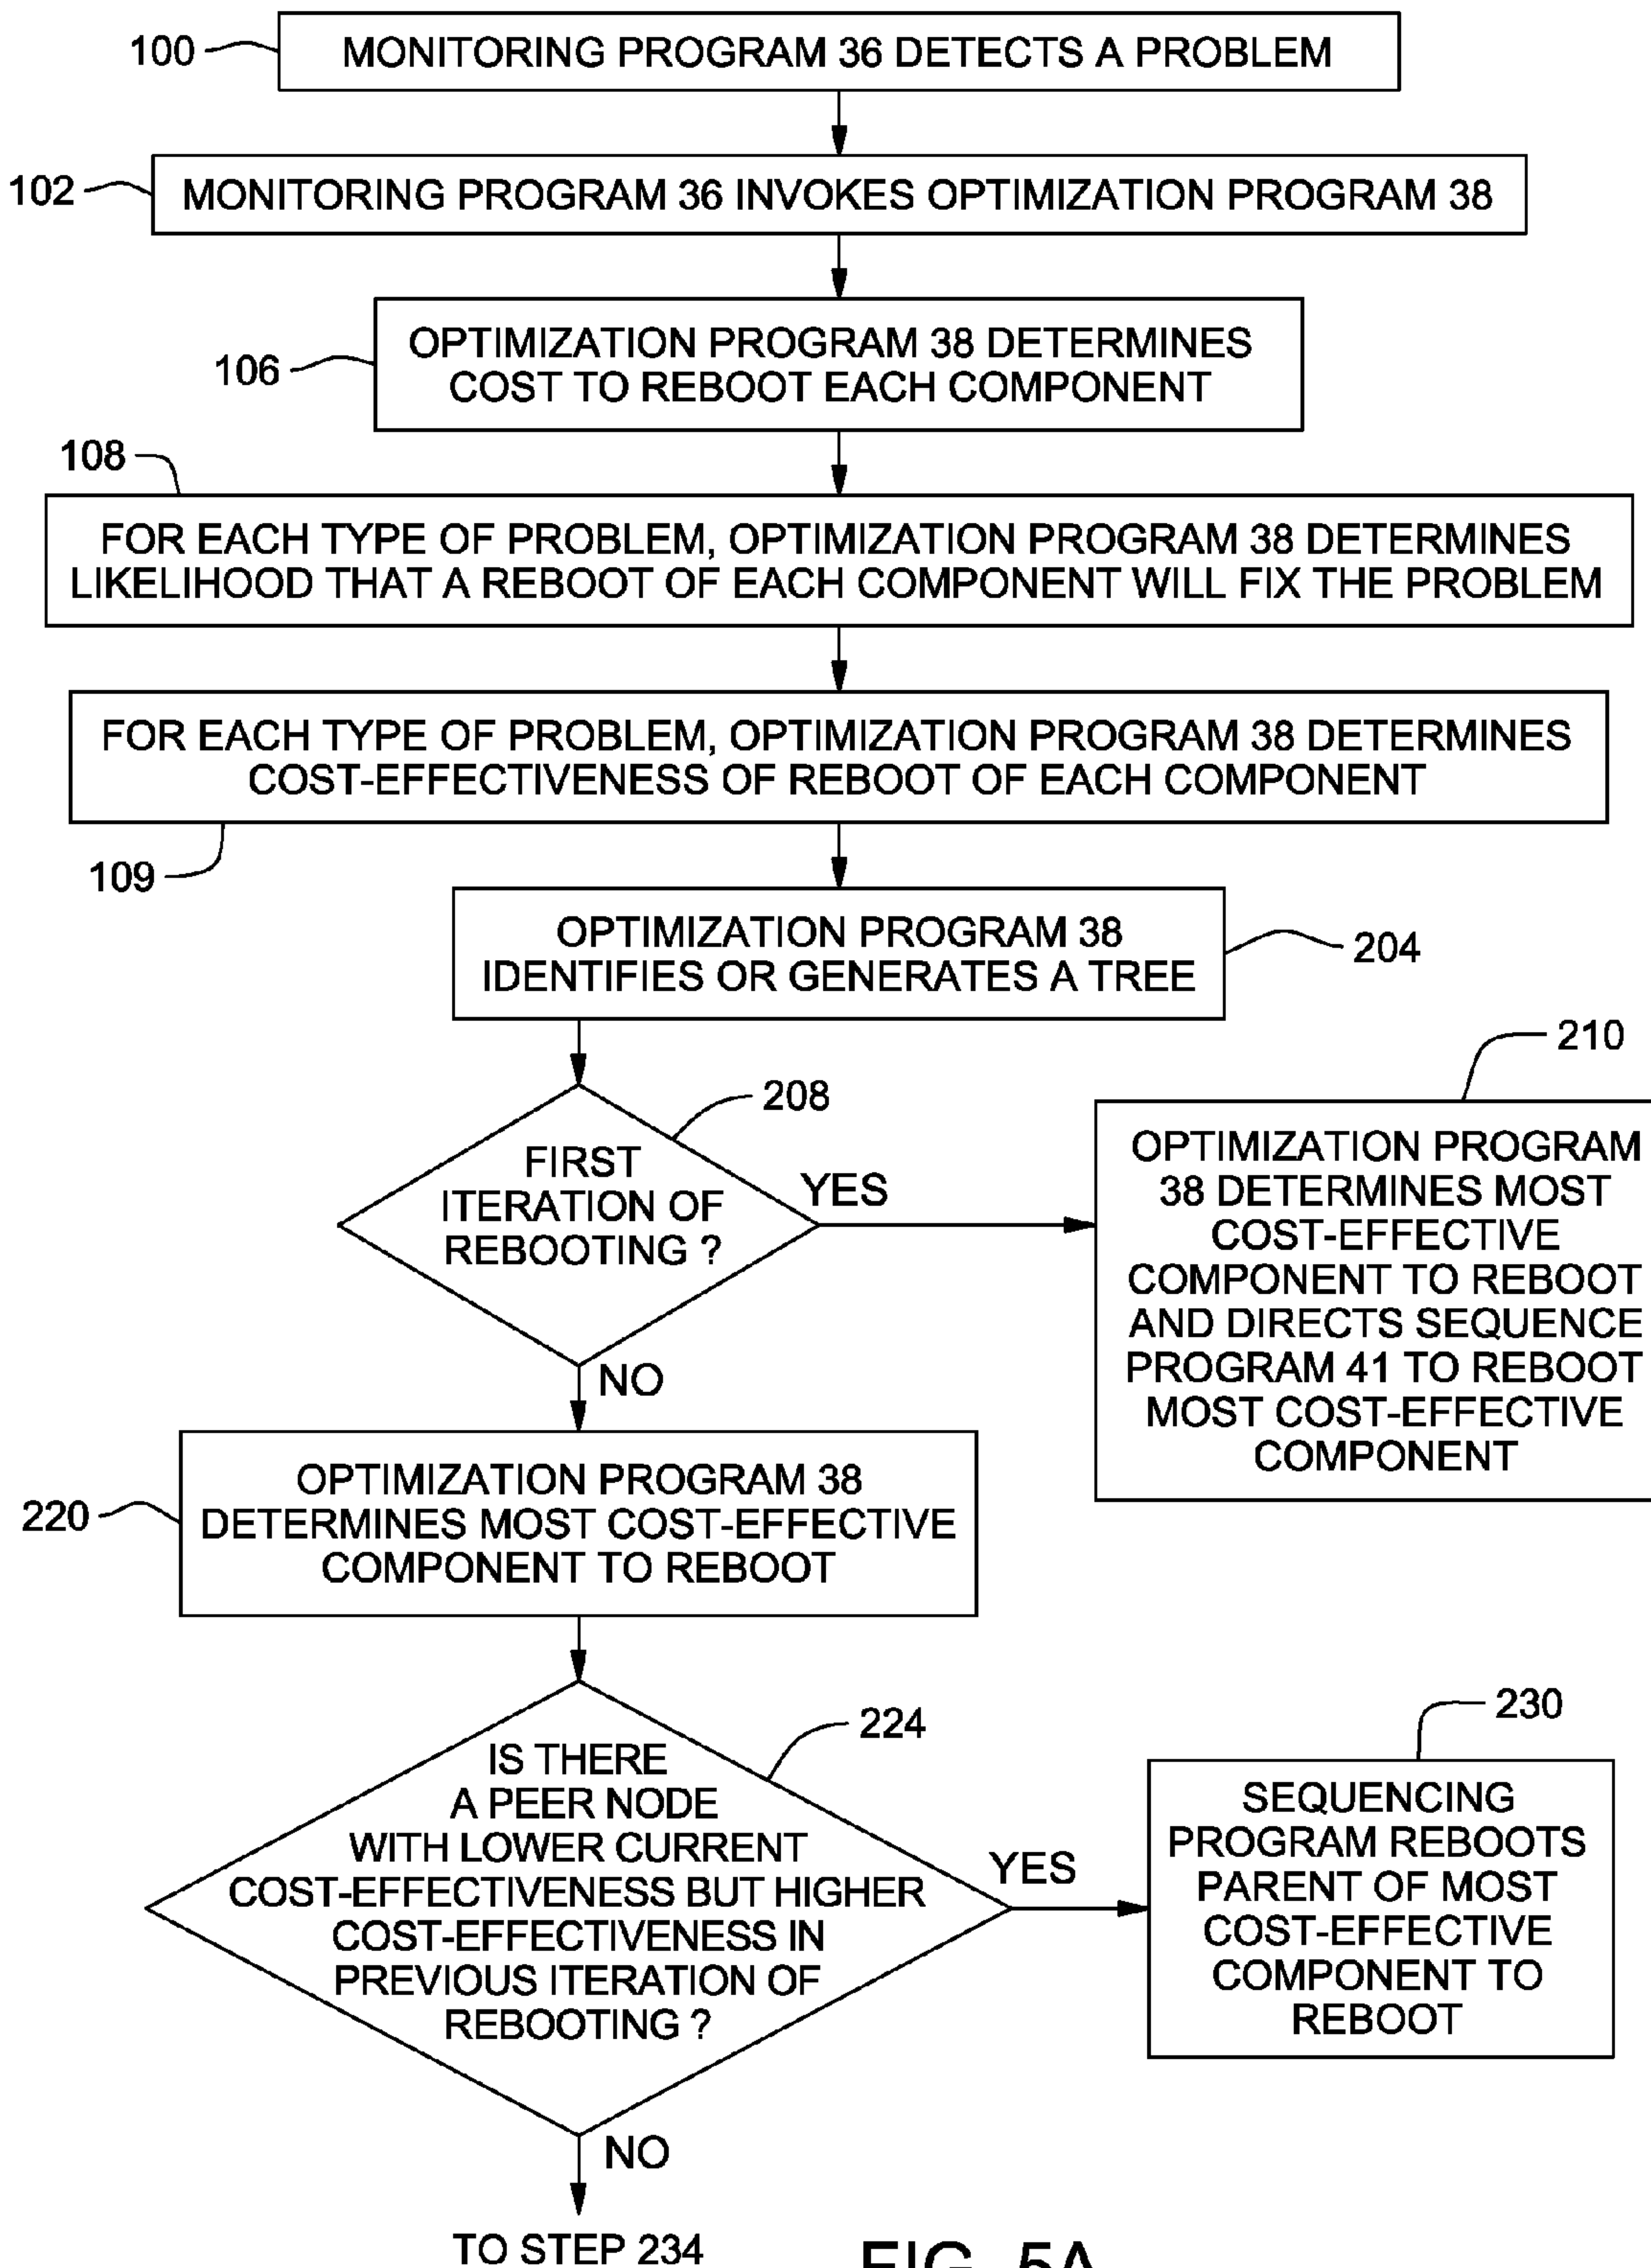 100
MONITORING PROGRAM 36 DETECTS A PROBLEM
102
MONITORING PROGRAM 36 INVOKES OPTIMIZATION PROGRAM 38
106
OPTIMIZATION PROGRAM 38 DETERMINES
COST TO REBOOT EACH COMPONENT
108
FOR EACH TYPE OF PROBLEM, OPTIMIZATION PROGRAM 38 DETERMINES
LIKELIHOOD THAT A REBOOT OF EACH COMPONENT WILL FIX THE PROBLEM
FOR EACH TYPE OF PROBLEM, OPTIMIZATION PROGRAM 38 DETERMINES
COST-EFFECTIVENESS OF REBOOT OF EACH COMPONENT
109
OPTIMIZATION PROGRAM 38
IDENTIFIES OR GENERATES A TREE
204
208
FIRST
ITERATION OF
REBOOTING ?
YES
NO
210
OPTIMIZATION PROGRAM
38 DETERMINES MOST
COST-EFFECTIVE
COMPONENT TO REBOOT
AND DIRECTS SEQUENCE
PROGRAM 41 TO REBOOT
MOST COST-EFFECTIVE
COMPONENT
220
OPTIMIZATION PROGRAM 38
DETERMINES MOST COST-EFFECTIVE
COMPONENT TO REBOOT
224
IS THERE
A PEER NODE
WITH LOWER CURRENT
COST-EFFECTIVENESS BUT HIGHER
COST-EFFECTIVENESS IN
PREVIOUS ITERATION OF
REBOOTING ?
YES
230
SEQUENCING
PROGRAM REBOOTS
PARENT OF MOST
COST-EFFECTIVE
COMPONENT TO
REBOOT
NO
TO STEP 234
FIG. 5A